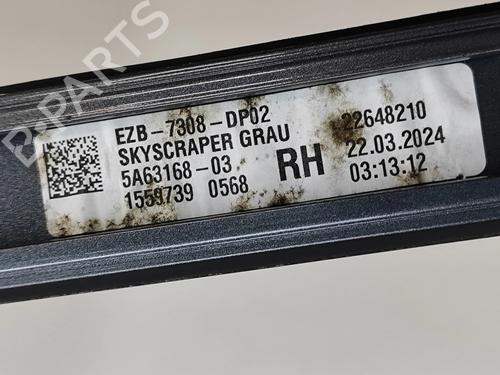 B-PARTS
EZB-7308-DP02 22648210
SKYSCRAPER GRAU
5A63168-03 RH 22.03.2024
1559739 0568 03:13:12